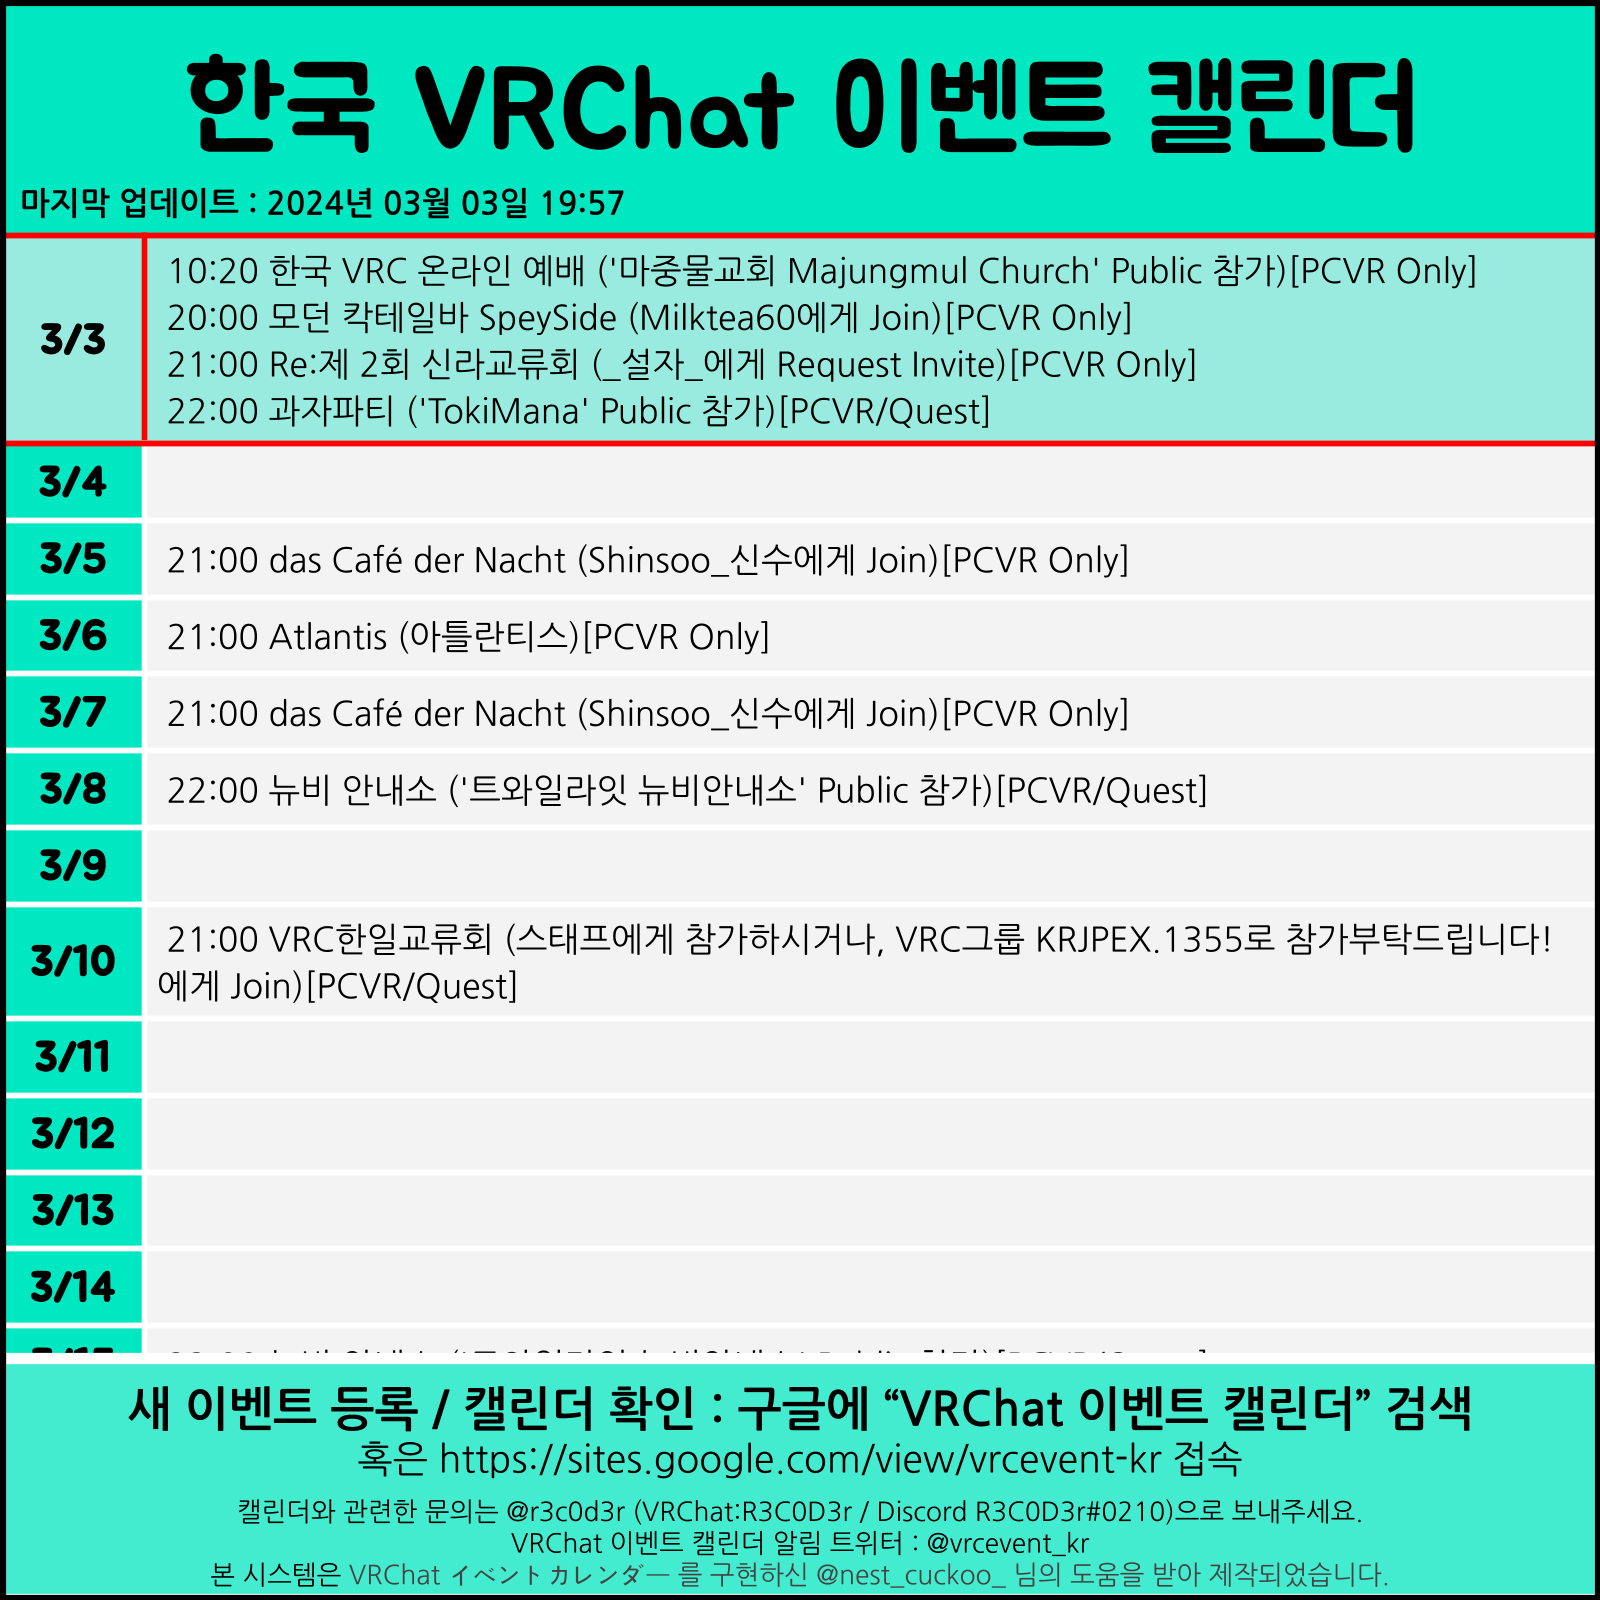 한국 VRChat 이벤트 캘린더
마지막 업데이트 : 2024년 03월 03일 19:57
3/3
10:20 한국 VRC 온라인 예배 ('마중물교회 Majungmul Church' Public 참가)[PCVR Only]
20:00 모던 칵테일바 SpeySide (Milktea60에게 Join)[PCVR Only]
21:00 Re:제 2회 신라교류회 (_설자_에게 Request Invite)[PCVR Only]
22:00 과자파티 ('TokiMana' Public 참가)[PCVR/Quest]
3/4
3/5
21:00 das Café der Nacht (Shinsoo_신수에게 Join)[PCVR Only]
3/6
21:00 Atlantis (아틀란티스)[PCVR Only]
3/7
21:00 das Café der Nacht (Shinsoo_신수에게 Join)[PCVR Only]
3/8
22:00 뉴비 안내소 ('트와일라잇 뉴비안내소' Public 참가)[PCVR/Quest]
3/9
3/10
21:00 VRC한일교류회 (스태프에게 참가하시거나, VRC그룹 KRJPEX.1355로 참가부탁드립니다!
에게 Join)[PCVR/Quest]
3/11
3/12
3/13
3/14
새 이벤트 등록 / 캘린더 확인 : 구글에 “VRChat 이벤트 캘린더” 검색
혹은 https://sites.google.com/view/vrcevent-kr 접속
캘린더와 관련한 문의는 @r3c0d3r (VRChat:R3C0D3r / Discord R3C0D3r#0210)으로 보내주세요.
VRChat 이벤트 캘린더 알림 트위터 : @vrcevent_kr
본 시스템은 VRChat イベントカレンダー 를 구현하신 @nest_cuckoo_ 님의 도움을 받아 제작되었습니다.